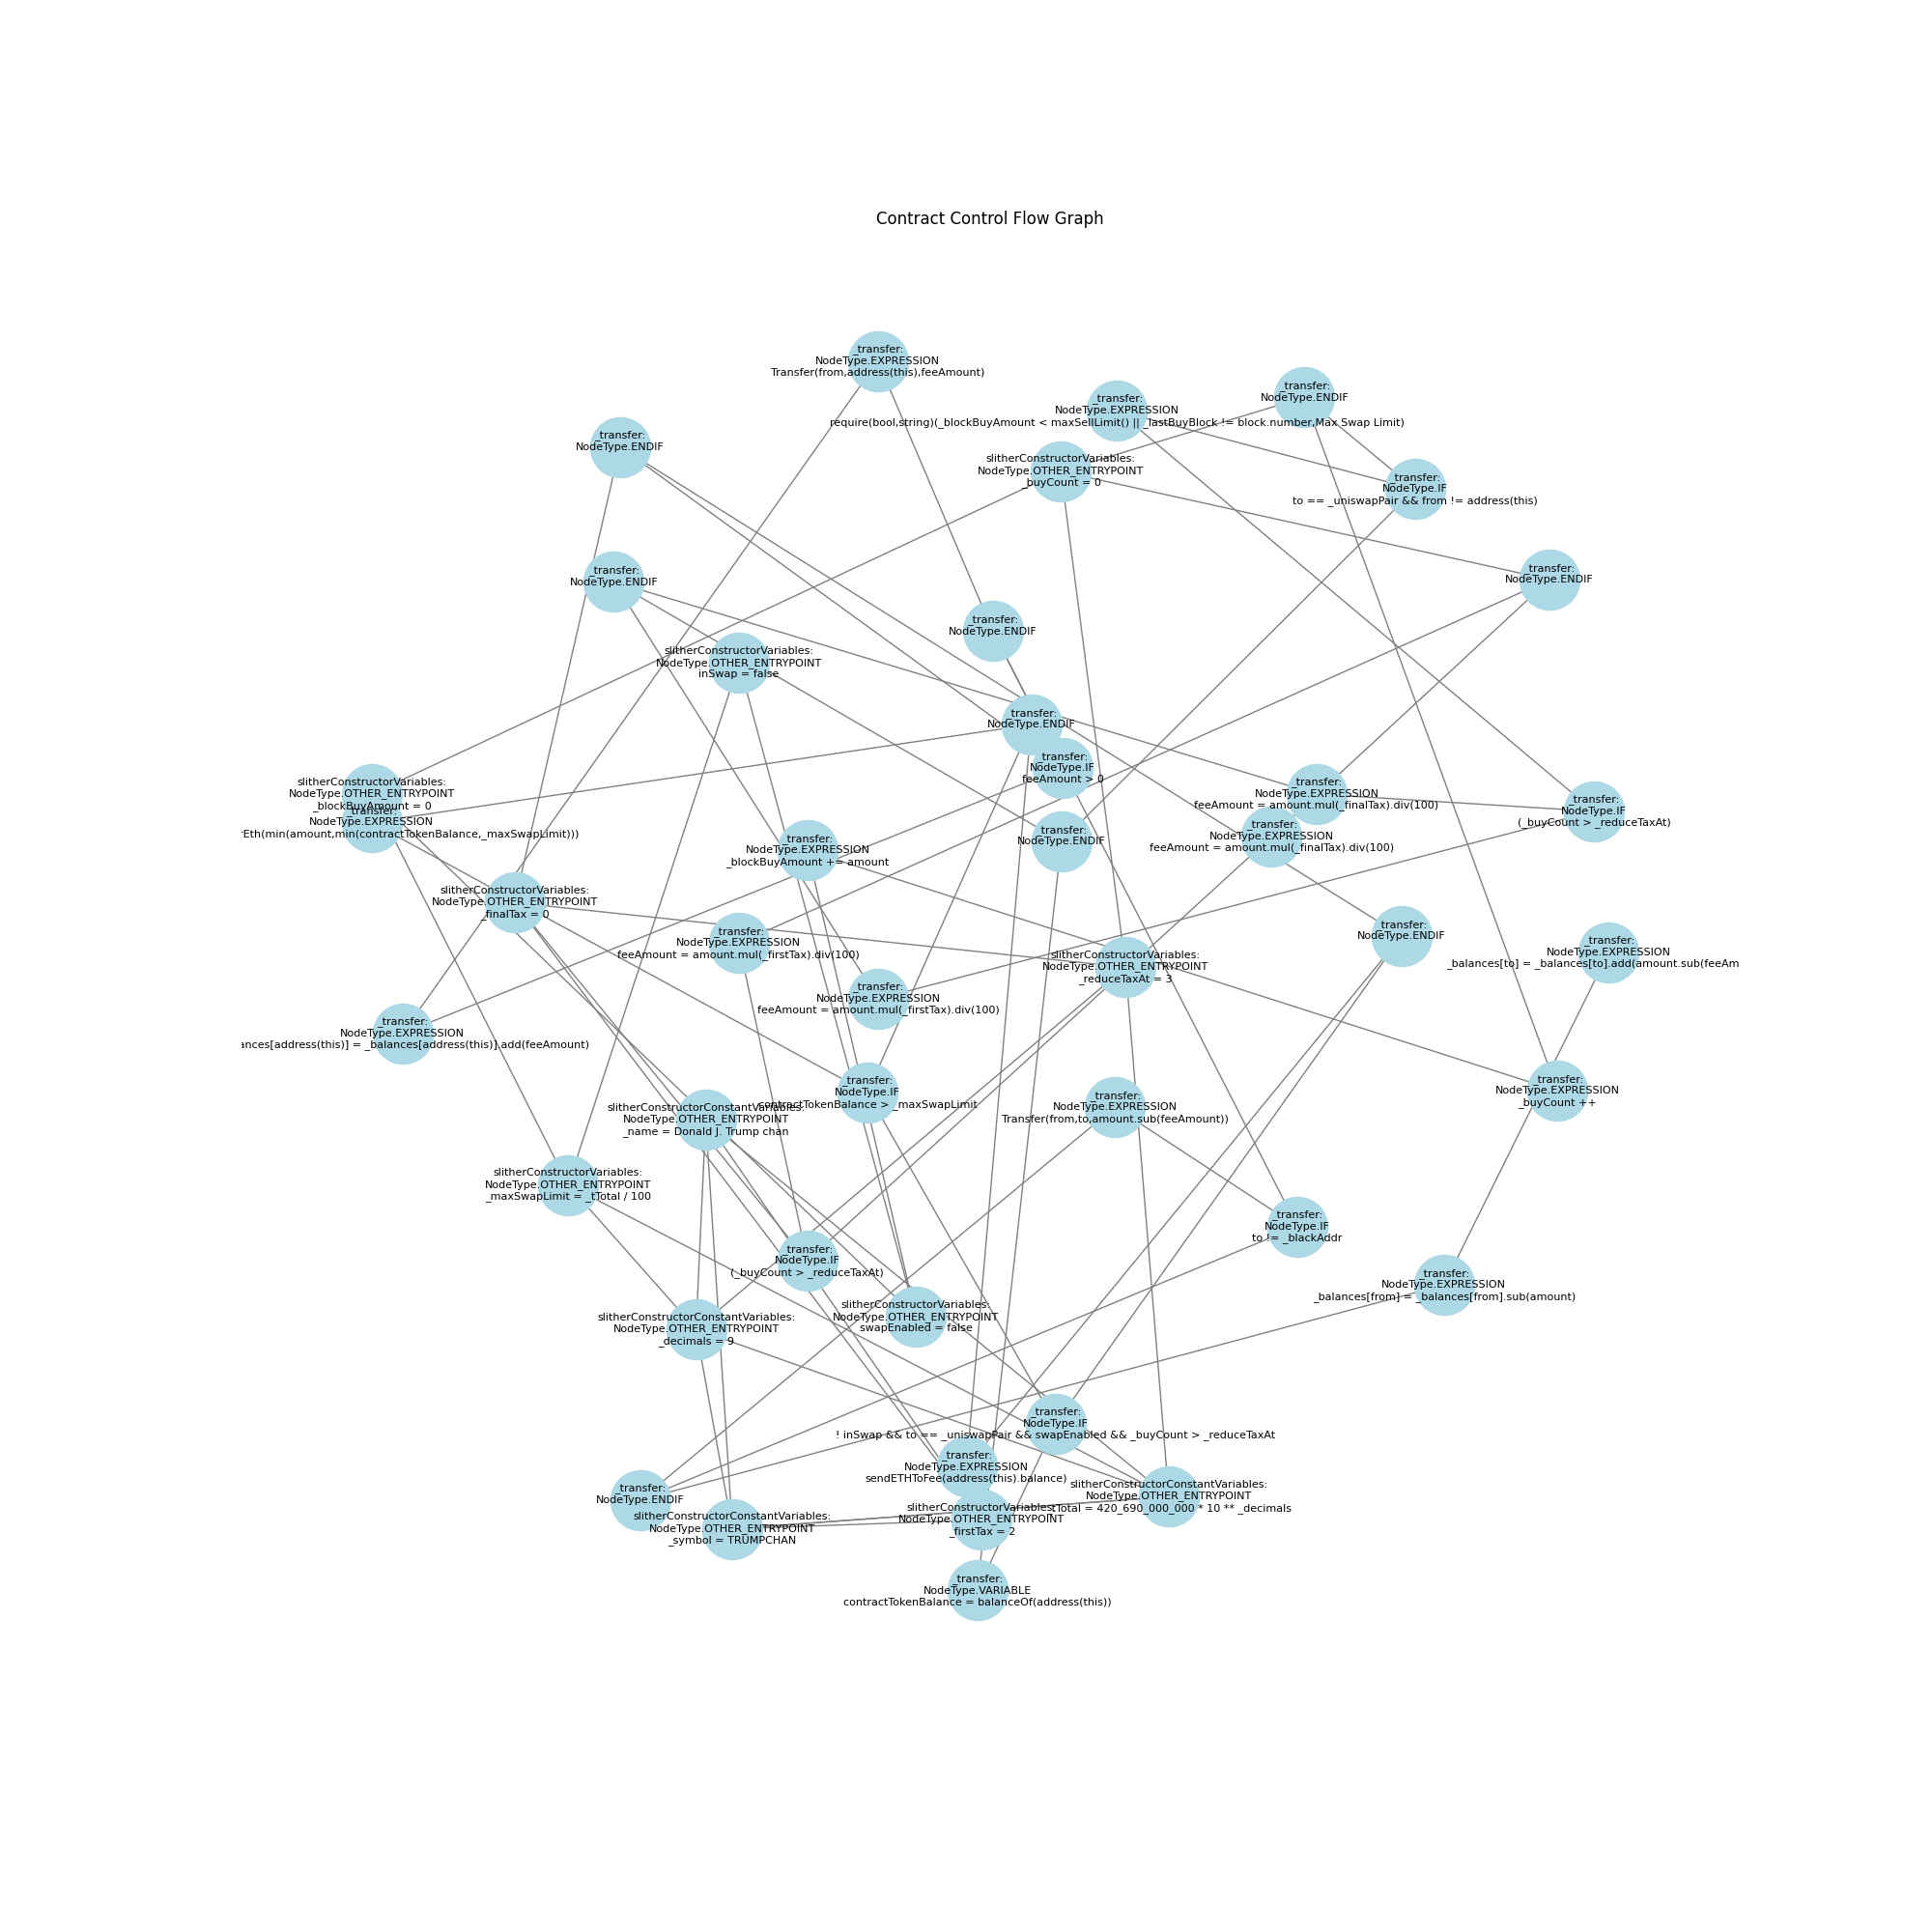 Contract Control Flow Graph
_transfer:
NodeType.EXPRESSION
Transfer(from,address(this),feeAmount)
_transfer:
NodeType.ENDIF
_transfer:
NodeType.EXPRESSION
require(bool,string)(_blockBuyAmount < maxSellLimit() || _lastBuyBlock != block.number,Max Swap Limit)
_transfer:
NodeType.ENDIF
slitherConstructorVariables:
NodeType.OTHER_ENTRYPOINT
_buyCount = 0
_transfer:
NodeType.IF
to == _uniswapPair && from != address(this)
_transfer:
NodeType.ENDIF
_transfer:
NodeType.ENDIF
_transfer:
NodeType.ENDIF
slitherConstructorVariables:
NodeType.OTHER_ENTRYPOINT
inSwap = false
_transfer:
NodeType.ENDIF
_transfer:
NodeType.IF
feeAmount > 0
slitherConstructorVariables:
NodeType.OTHER_ENTRYPOINT
_blockBuyAmount = 0
_transfer:
NodeType.EXPRESSION
Eth(min(amount,min(contractTokenBalance,_maxSwapLimit)))
_transfer:
NodeType.EXPRESSION
feeAmount = amount.mul(_finalTax).div(100)
_transfer:
NodeType.IF
(_buyCount > _reduceTaxAt)
_transfer:
NodeType.EXPRESSION
feeAmount = amount.mul(_finalTax).div(100)
_transfer:
NodeType.ENDIF
_transfer:
NodeType.EXPRESSION
_blockBuyAmount += amount
slitherConstructorVariables:
NodeType.OTHER_ENTRYPOINT
_finalTax = 0
_transfer:
NodeType.EXPRESSION
feeAmount = amount.mul(_firstTax).div(100)
_transfer:
NodeType.ENDIF
_transfer:
NodeType.EXPRESSION
_balances[to] = _balances[to].add(amount.sub(feeAm
slitherConstructorVariables:
NodeType.OTHER_ENTRYPOINT
_reduceTaxAt = 3
_transfer:
NodeType.EXPRESSION
feeAmount = amount.mul(_firstTax).div(100)
_transfer:
NodeType.EXPRESSION
ances[address(this)] = _balances[address(this)].add(feeAmount)
_transfer:
NodeType.IF
contractTokenBalance > _maxSwapLimit
_transfer:
NodeType.EXPRESSION
_buyCount ++
slitherConstructorConstantVariables:
NodeType.OTHER_ENTRYPOINT
_name = Donald J. Trump chan
_transfer:
NodeType.EXPRESSION
Transfer(from,to,amount.sub(feeAmount))
slitherConstructorVariables:
NodeType.OTHER_ENTRYPOINT
_maxSwapLimit = _tTotal / 100
_transfer:
NodeType.IF
to != _blackAddr
_transfer:
NodeType.IF
(_buyCount > _reduceTaxAt)
_transfer:
NodeType.EXPRESSION
_balances[from] = _balances[from].sub(amount)
slitherConstructorVariables:
NodeType.OTHER_ENTRYPOINT
swapEnabled = false
slitherConstructorConstantVariables:
NodeType.OTHER_ENTRYPOINT
_decimals = 9
_transfer:
NodeType.IF
! inSwap && to == _uniswapPair && swapEnabled && _buyCount > _reduceTaxAt
_transfer:
NodeType.EXPRESSION
sendETHToFee(address(this).balance)
slitherConstructorConstantVariables:
NodeType.OTHER_ENTRYPOINT
_tTotal = 420_690_000_000 * 10 ** _decimals
_transfer:
NodeType.ENDIF
slitherConstructorVariables:
NodeType.OTHER_ENTRYPOINT
_firstTax = 2
slitherConstructorConstantVariables:
NodeType.OTHER_ENTRYPOINT
_symbol = TRUMPCHAN
_transfer:
NodeType.VARIABLE
contractTokenBalance = balanceOf(address(this))